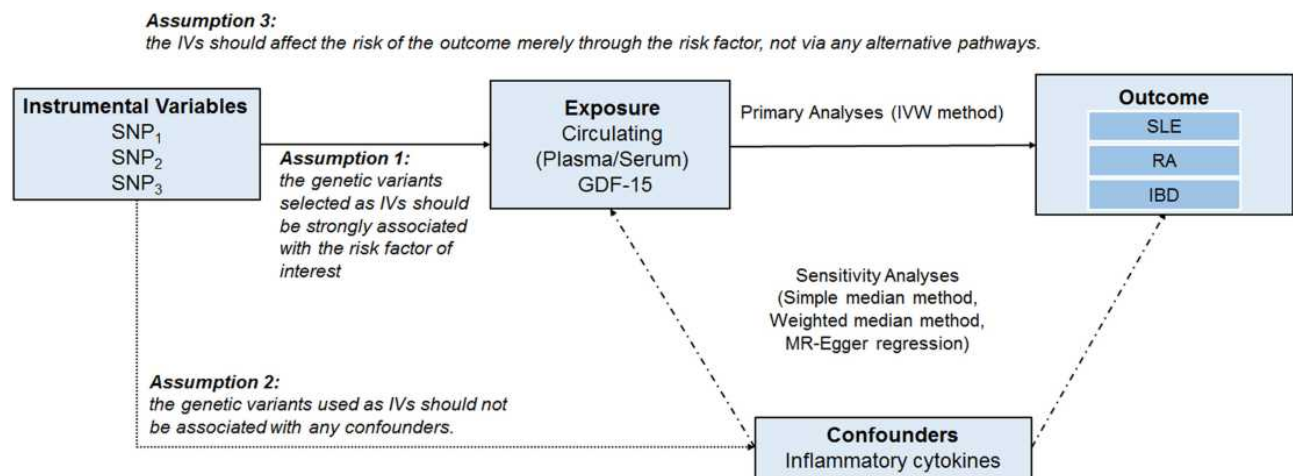 Assumption 3:
the IVs should affect the risk of the outcome merely through the risk factor, not via any alternative pathways.
Instrumental Variables
SNP₁
SNP₂
SNP₃
Assumption 1:
the genetic variants
selected as IVs should
be strongly associated
with the risk factor of
interest
Exposure
Circulating
(Plasma/Serum)
GDF-15
Primary Analyses (IVW method)
Outcome
SLE
RA
IBD
Sensitivity Analyses
(Simple median method,
Weighted median method,
MR-Egger regression)
Assumption 2:
the genetic variants used as IVs should not
be associated with any confounders.
Confounders
Inflammatory cytokines